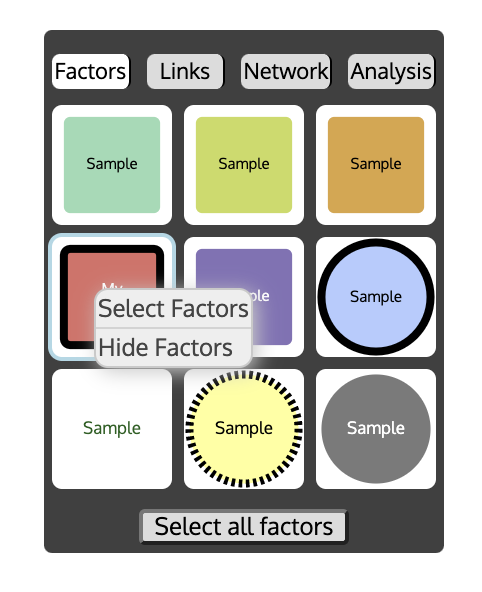 Factors Links Network Analysis
Sample Sample Sample
My Sample
Select Factors
Hide Factors
Sample Sample Sample
Select all factors